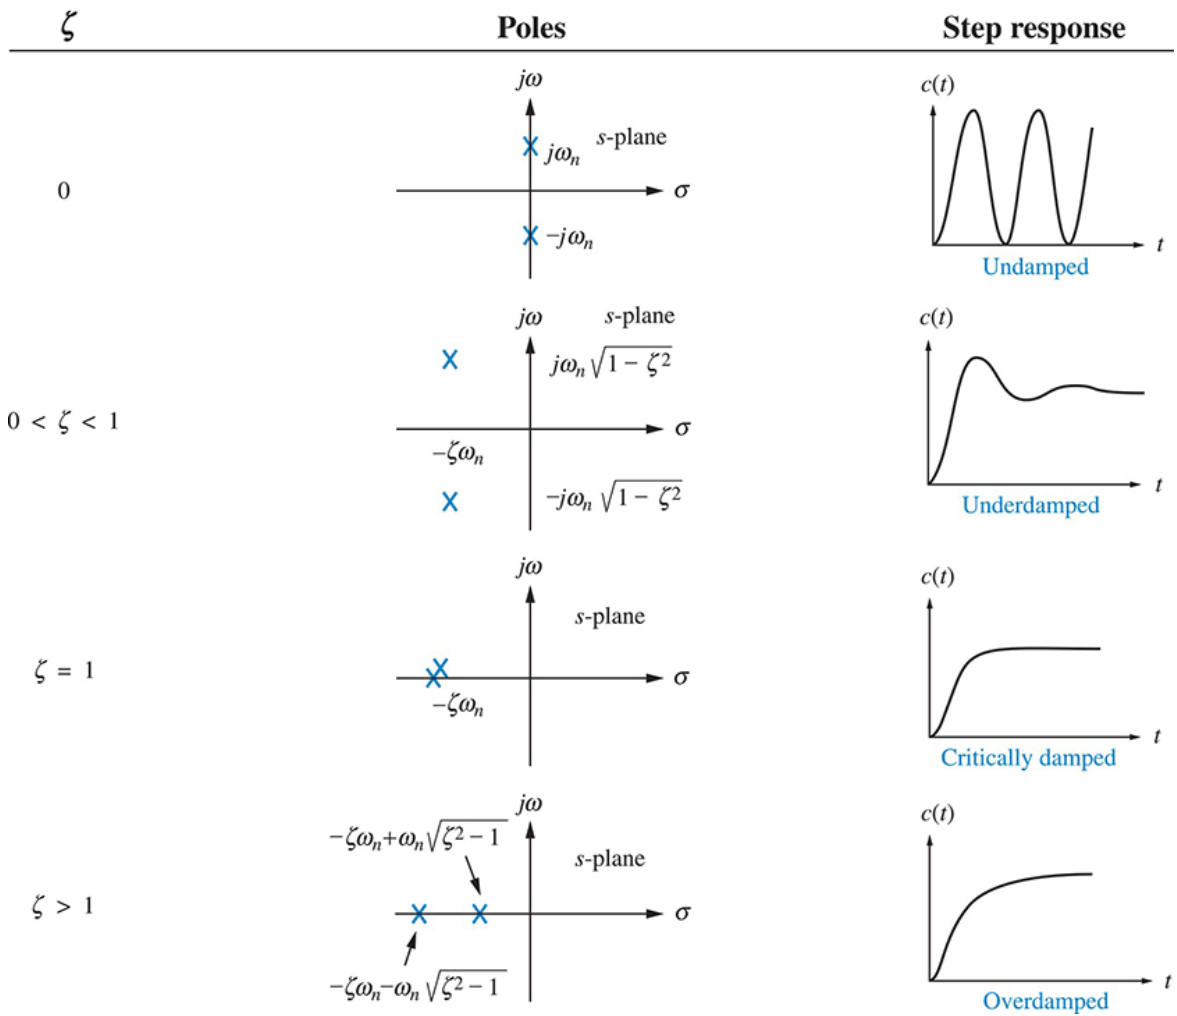 ζ Poles Step response
0
jω
s-plane
jωₙ
σ
−jωₙ
c(t)
t
Undamped
0 < ζ < 1
jω
s-plane
jωₙ√(1 − ζ²)
σ
−ζωₙ
−jωₙ√(1 − ζ²)
c(t)
t
Underdamped
ζ = 1
jω
s-plane
σ
−ζωₙ
c(t)
t
Critically damped
ζ > 1
jω
−ζωₙ+ωₙ√(ζ² − 1)
s-plane
σ
−ζωₙ−ωₙ√(ζ² − 1)
c(t)
t
Overdamped